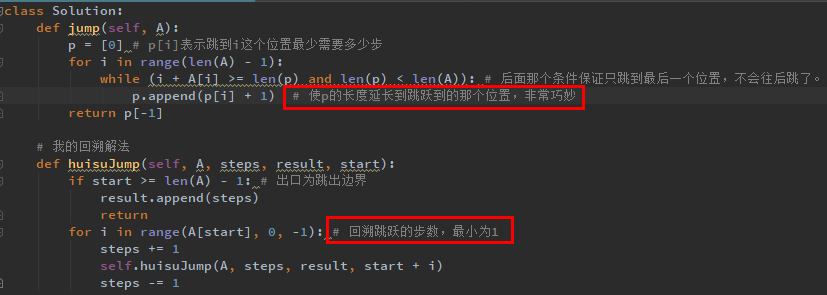 class Solution:
    def jump(self, A):
        p = [0] # p[i]表示跳到i这个位置最少需要多少步
        for i in range(len(A) - 1):
            while (i + A[i] >= len(p) and len(p) < len(A)): # 后面那个条件保证只跳到最后一个位置，不会往后跳了。
                p.append(p[i] + 1)  # 使p的长度延长到跳跃到的那个位置，非常巧妙
        return p[-1]
    # 我的回溯解法
    def huisuJump(self, A, steps, result, start):
        if start >= len(A) - 1: # 出口为跳出边界
            result.append(steps)
            return
        for i in range(A[start], 0, -1): # 回溯跳跃的步数，最小为1
            steps += 1
            self.huisuJump(A, steps, result, start + i)
            steps -= 1